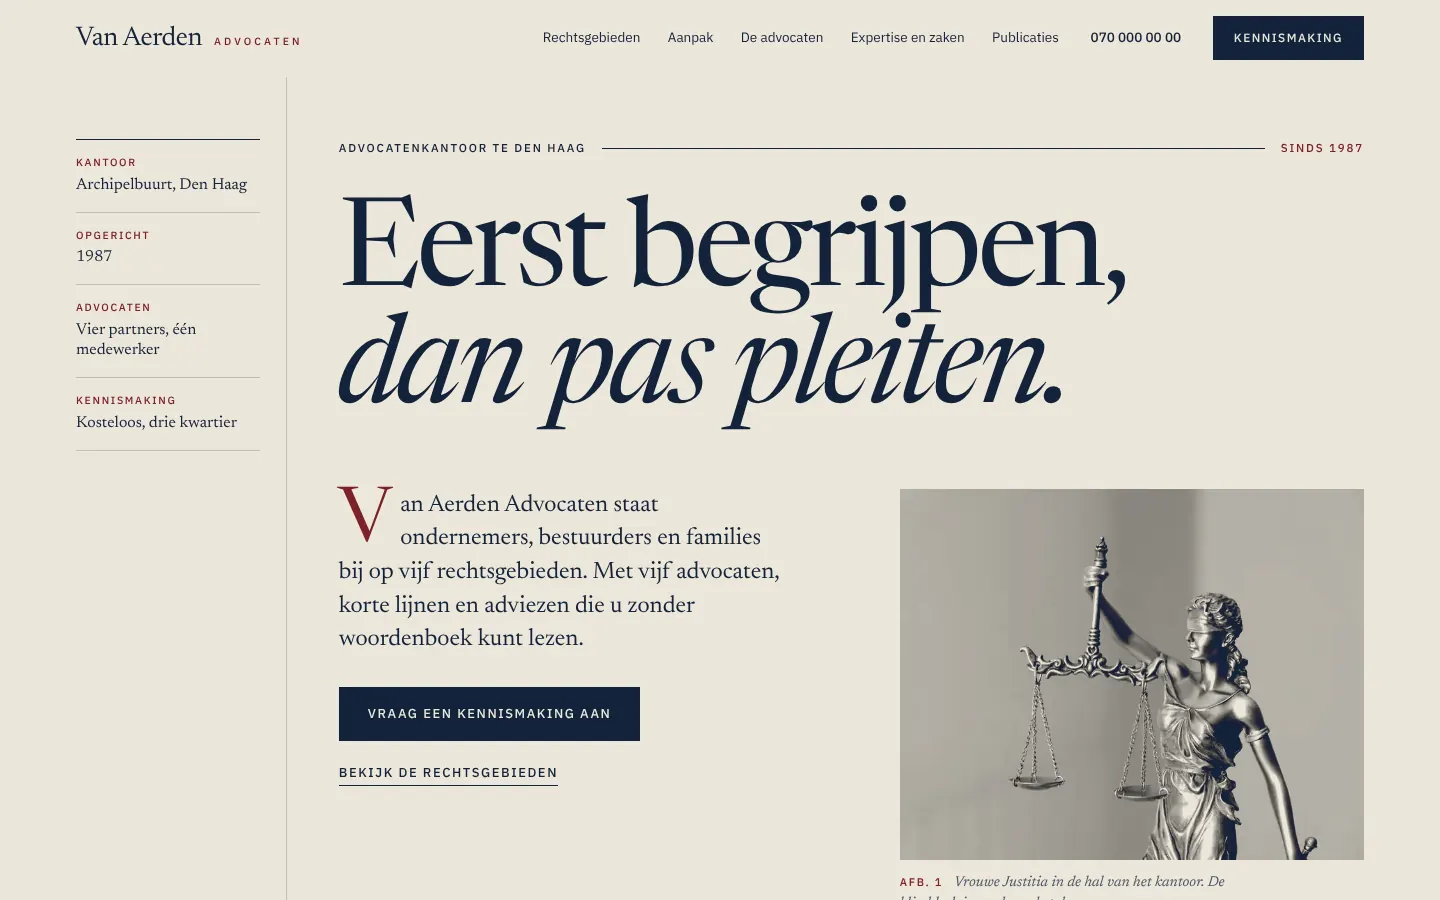 Van Aerden ADVOCATEN
Rechtsgebieden Aanpak De advocaten Expertise en zaken Publicaties 070 000 00 00 KENNISMAKING
KANTOOR
Archipelbuurt, Den Haag
OPGERICHT
1987
ADVOCATEN
Vier partners, één
medewerker
KENNISMAKING
Kosteloos, drie kwartier
ADVOCATENKANTOOR TE DEN HAAG
SINDS 1987
Eerst begrijpen,
dan pas pleiten.
Van Aerden Advocaten staat
ondernemers, bestuurders en families
bij op vijf rechtsgebieden. Met vijf advocaten,
korte lijnen en adviezen die u zonder
woordenboek kunt lezen.
VRAAG EEN KENNISMAKING AAN
BEKIJK DE RECHTSGEBIEDEN
AFB. 1 Vrouwe Justitia in de hal van het kantoor. De